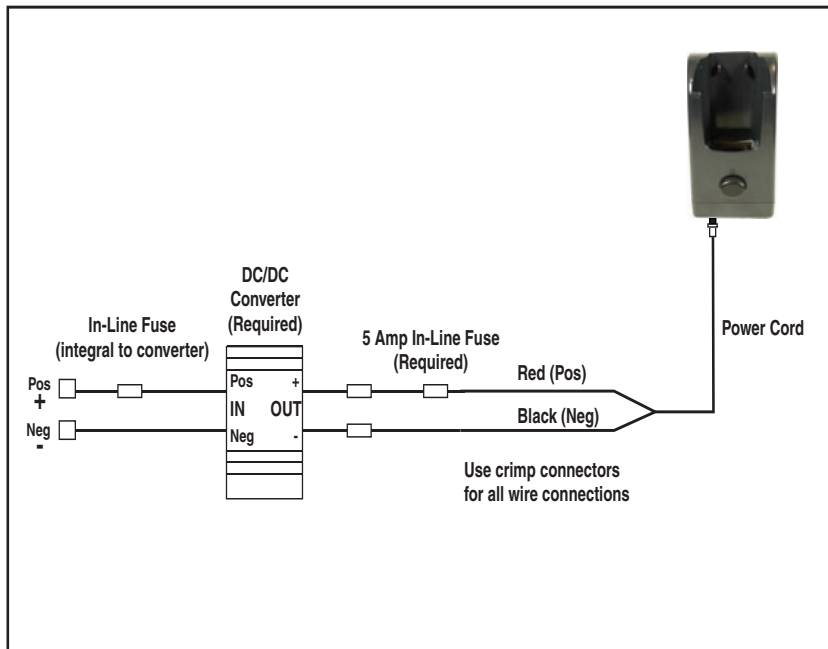 DC/DC
Converter
(Required)
In-Line Fuse
(integral to converter)
5 Amp In-Line Fuse
(Required)
Power Cord
Red (Pos)
Pos
+
Pos +
IN OUT
Neg -
Neg
-
Black (Neg)
Use crimp connectors
for all wire connections